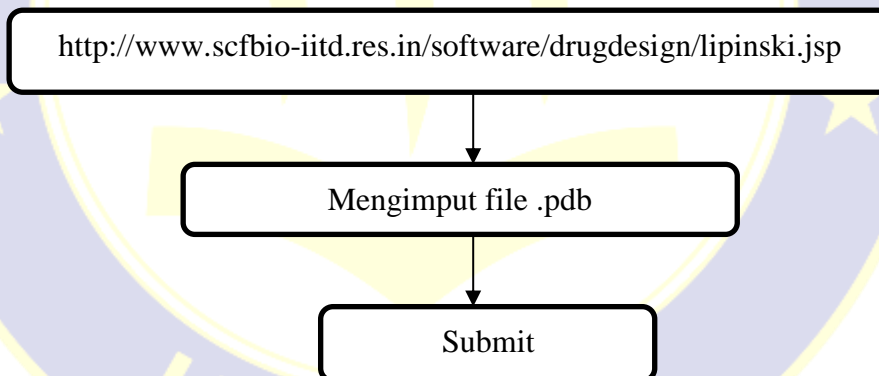 http://www.scfbio-iitd.res.in/software/drugdesign/lipinski.jsp
Mengimput file .pdb
Submit